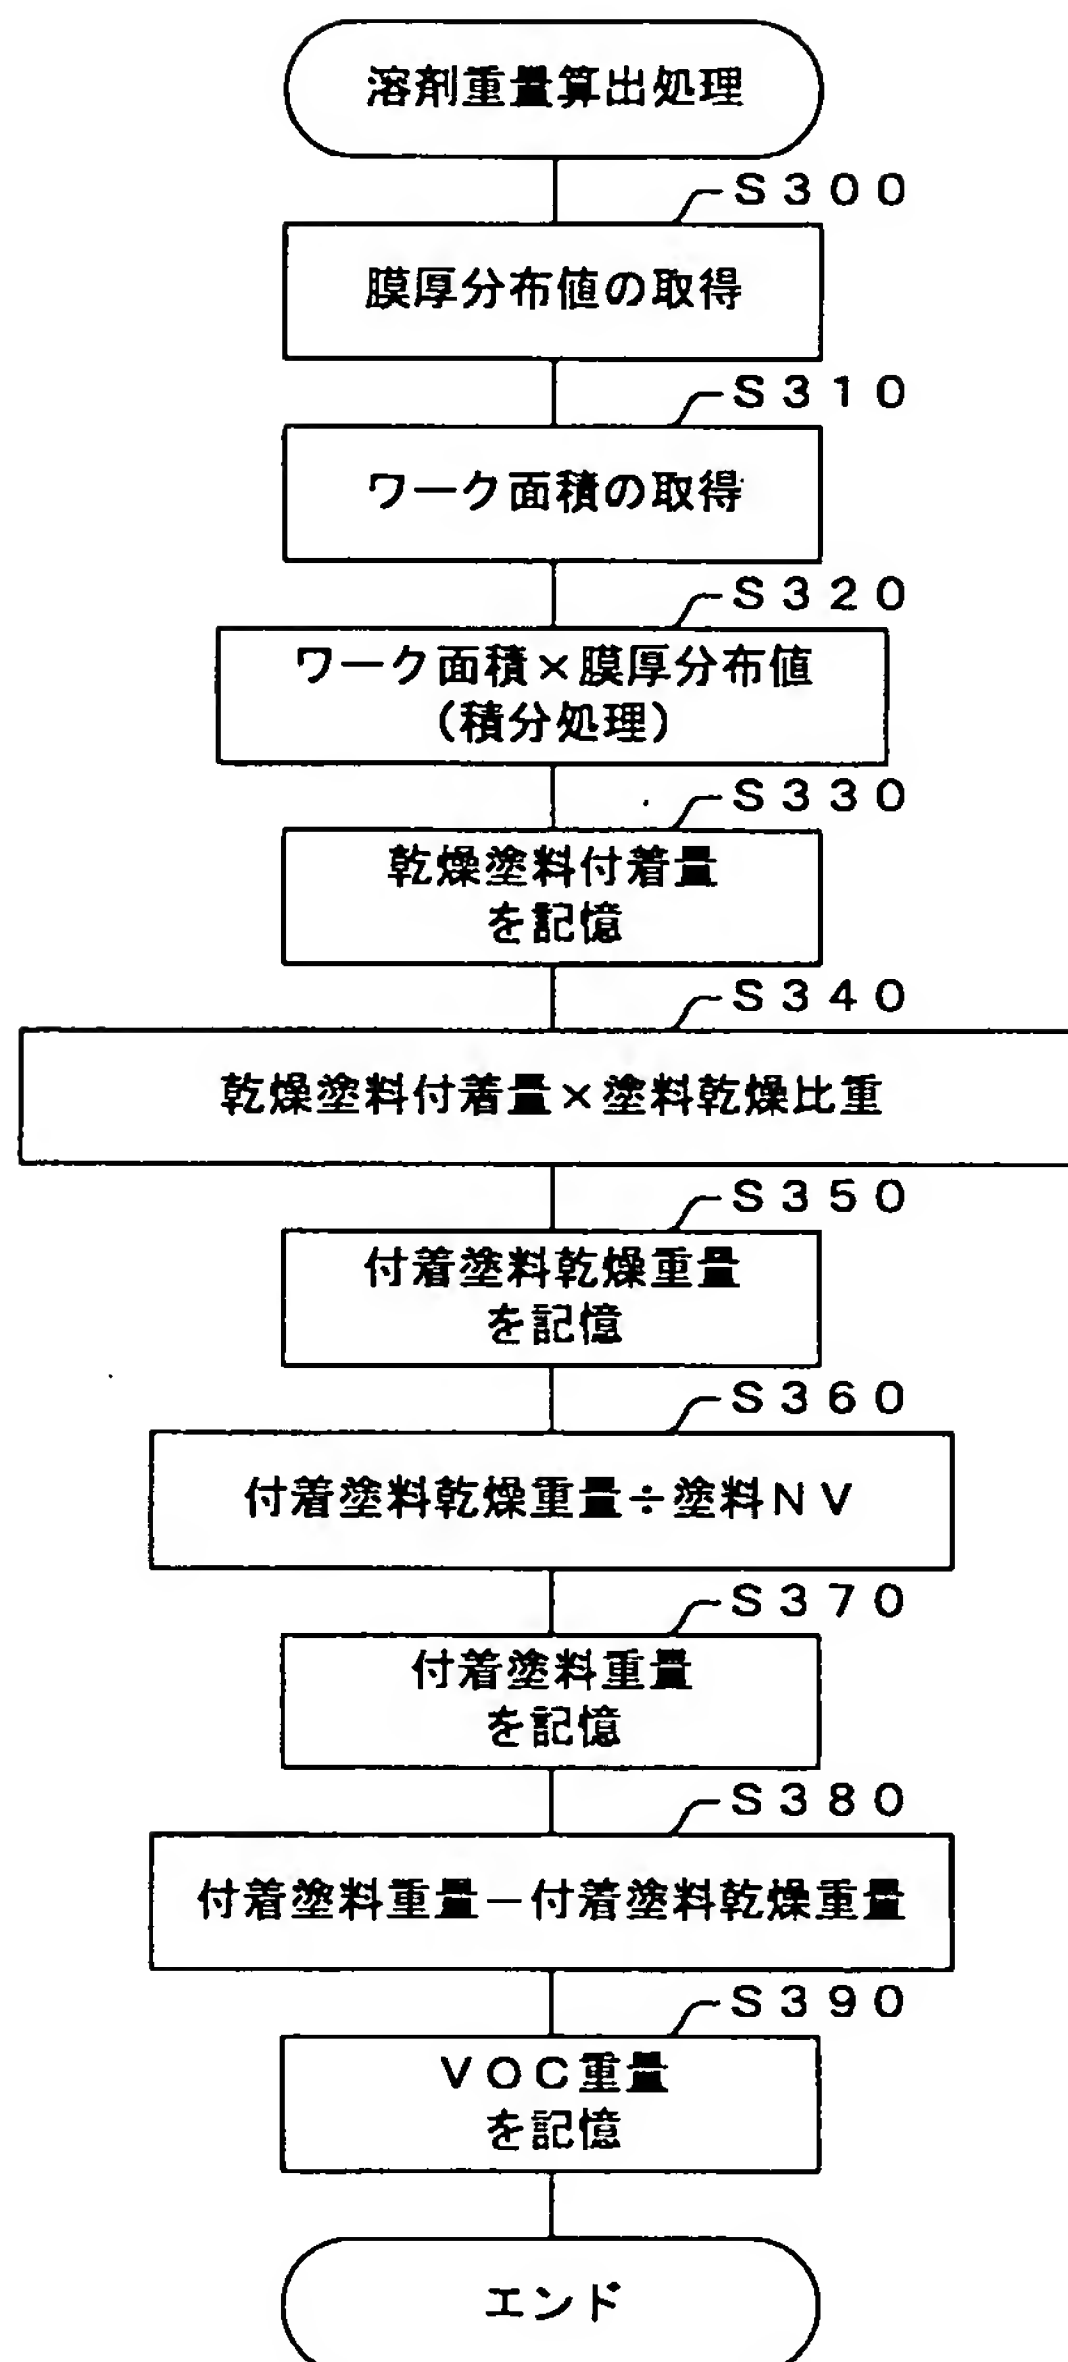 溶剤重量算出処理
S300
膜厚分布値の取得
S310
ワーク面積の取得
S320
ワーク面積×膜厚分布値
(積分処理)
S330
乾燥塗料付着量
を記憶
S340
乾燥塗料付着量×塗料乾燥比重
S350
付着塗料乾燥重量
を記憶
S360
付着塗料乾燥重量÷塗料NV
S370
付着塗料重量
を記憶
S380
付着塗料重量－付着塗料乾燥重量
S390
VOC重量
を記憶
エンド